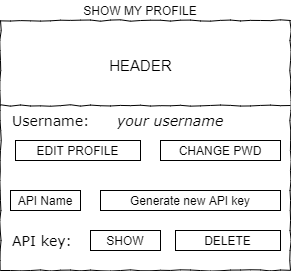 SHOW MY PROFILE
HEADER
Username: your username
EDIT PROFILE CHANGE PWD
API Name Generate new API key
API key: SHOW DELETE